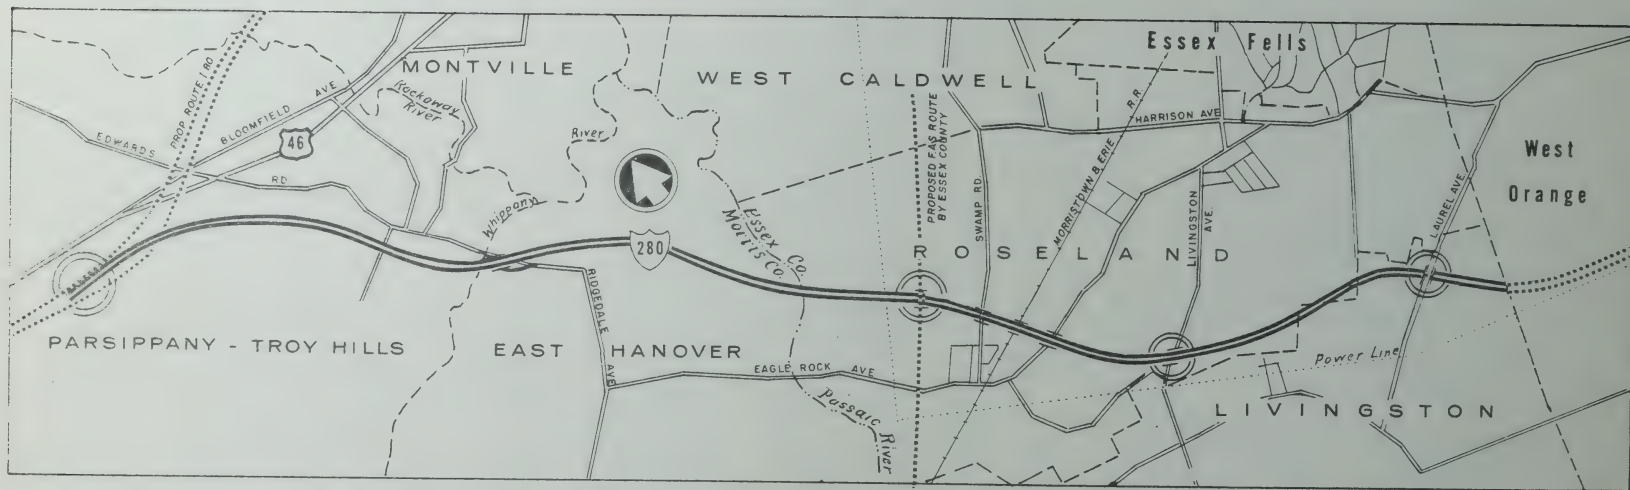 MONTVILLE
WEST CALDWELL
Essex Fells
West
Orange
PROP ROUTE I 80
BLOOMFIELD AVE
46
EDWARDS
RD
Rockaway
River
River
Whippany
280
Essex Co.
Morris Co.
PROPOSED F.A.S. ROUTE
BY ESSEX COUNTY
SWAMP RD.
MORRISTOWN & ERIE R.R.
HARRISON AVE
LIVINGSTON
AVE.
LAUREL AVE.
ROSELAND
PARSIPPANY - TROY HILLS
EAST HANOVER
RIDGEDALE AVE
EAGLE ROCK AVE
Passaic River
Power Line
LIVINGSTON